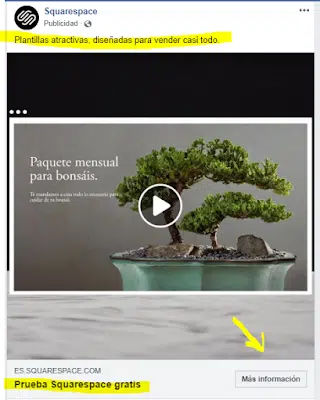 Squarespace
Publicidad ·
Plantillas atractivas, diseñadas para vender casi todo.
Paquete mensual
para bonsáis.
Te mandamos a casa todo lo necesario para
cuidar de tu bonsái.
ES.SQUARESPACE.COM
Prueba Squarespace gratis
Más información